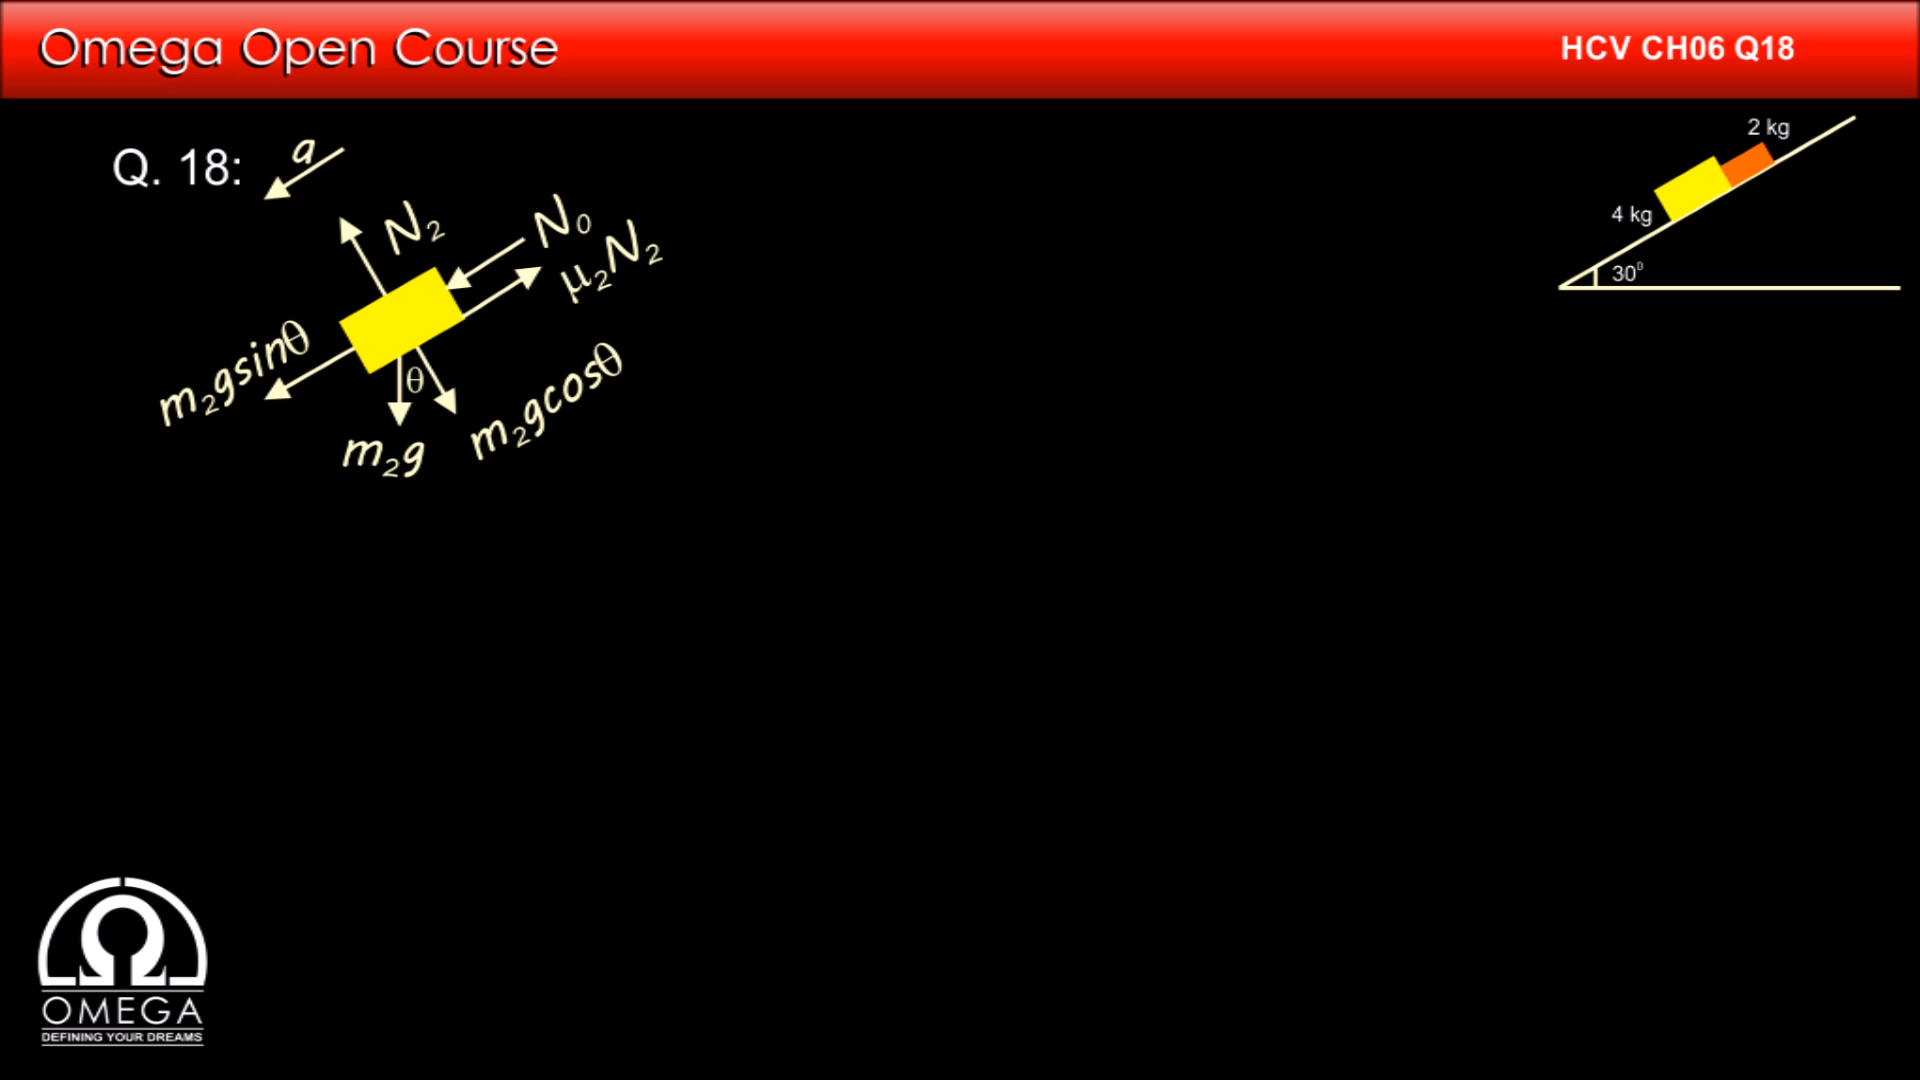 Omega Open Course
HCV CH06 Q18
Q. 18:
a
N₂
N₀
μ₂N₂
m₂gsinθ
θ
m₂g
m₂gcosθ
2 kg
4 kg
30⁰
OMEGA
DEFINING YOUR DREAMS